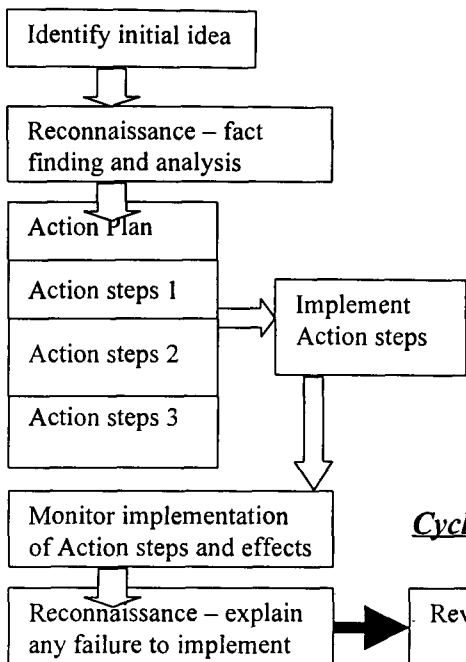 Identify initial idea
Reconnaissance – fact
finding and analysis
Action Plan
Action steps 1
Action steps 2
Action steps 3
Implement
Action steps
Monitor implementation
of Action steps and effects
Reconnaissance – explain
any failure to implement